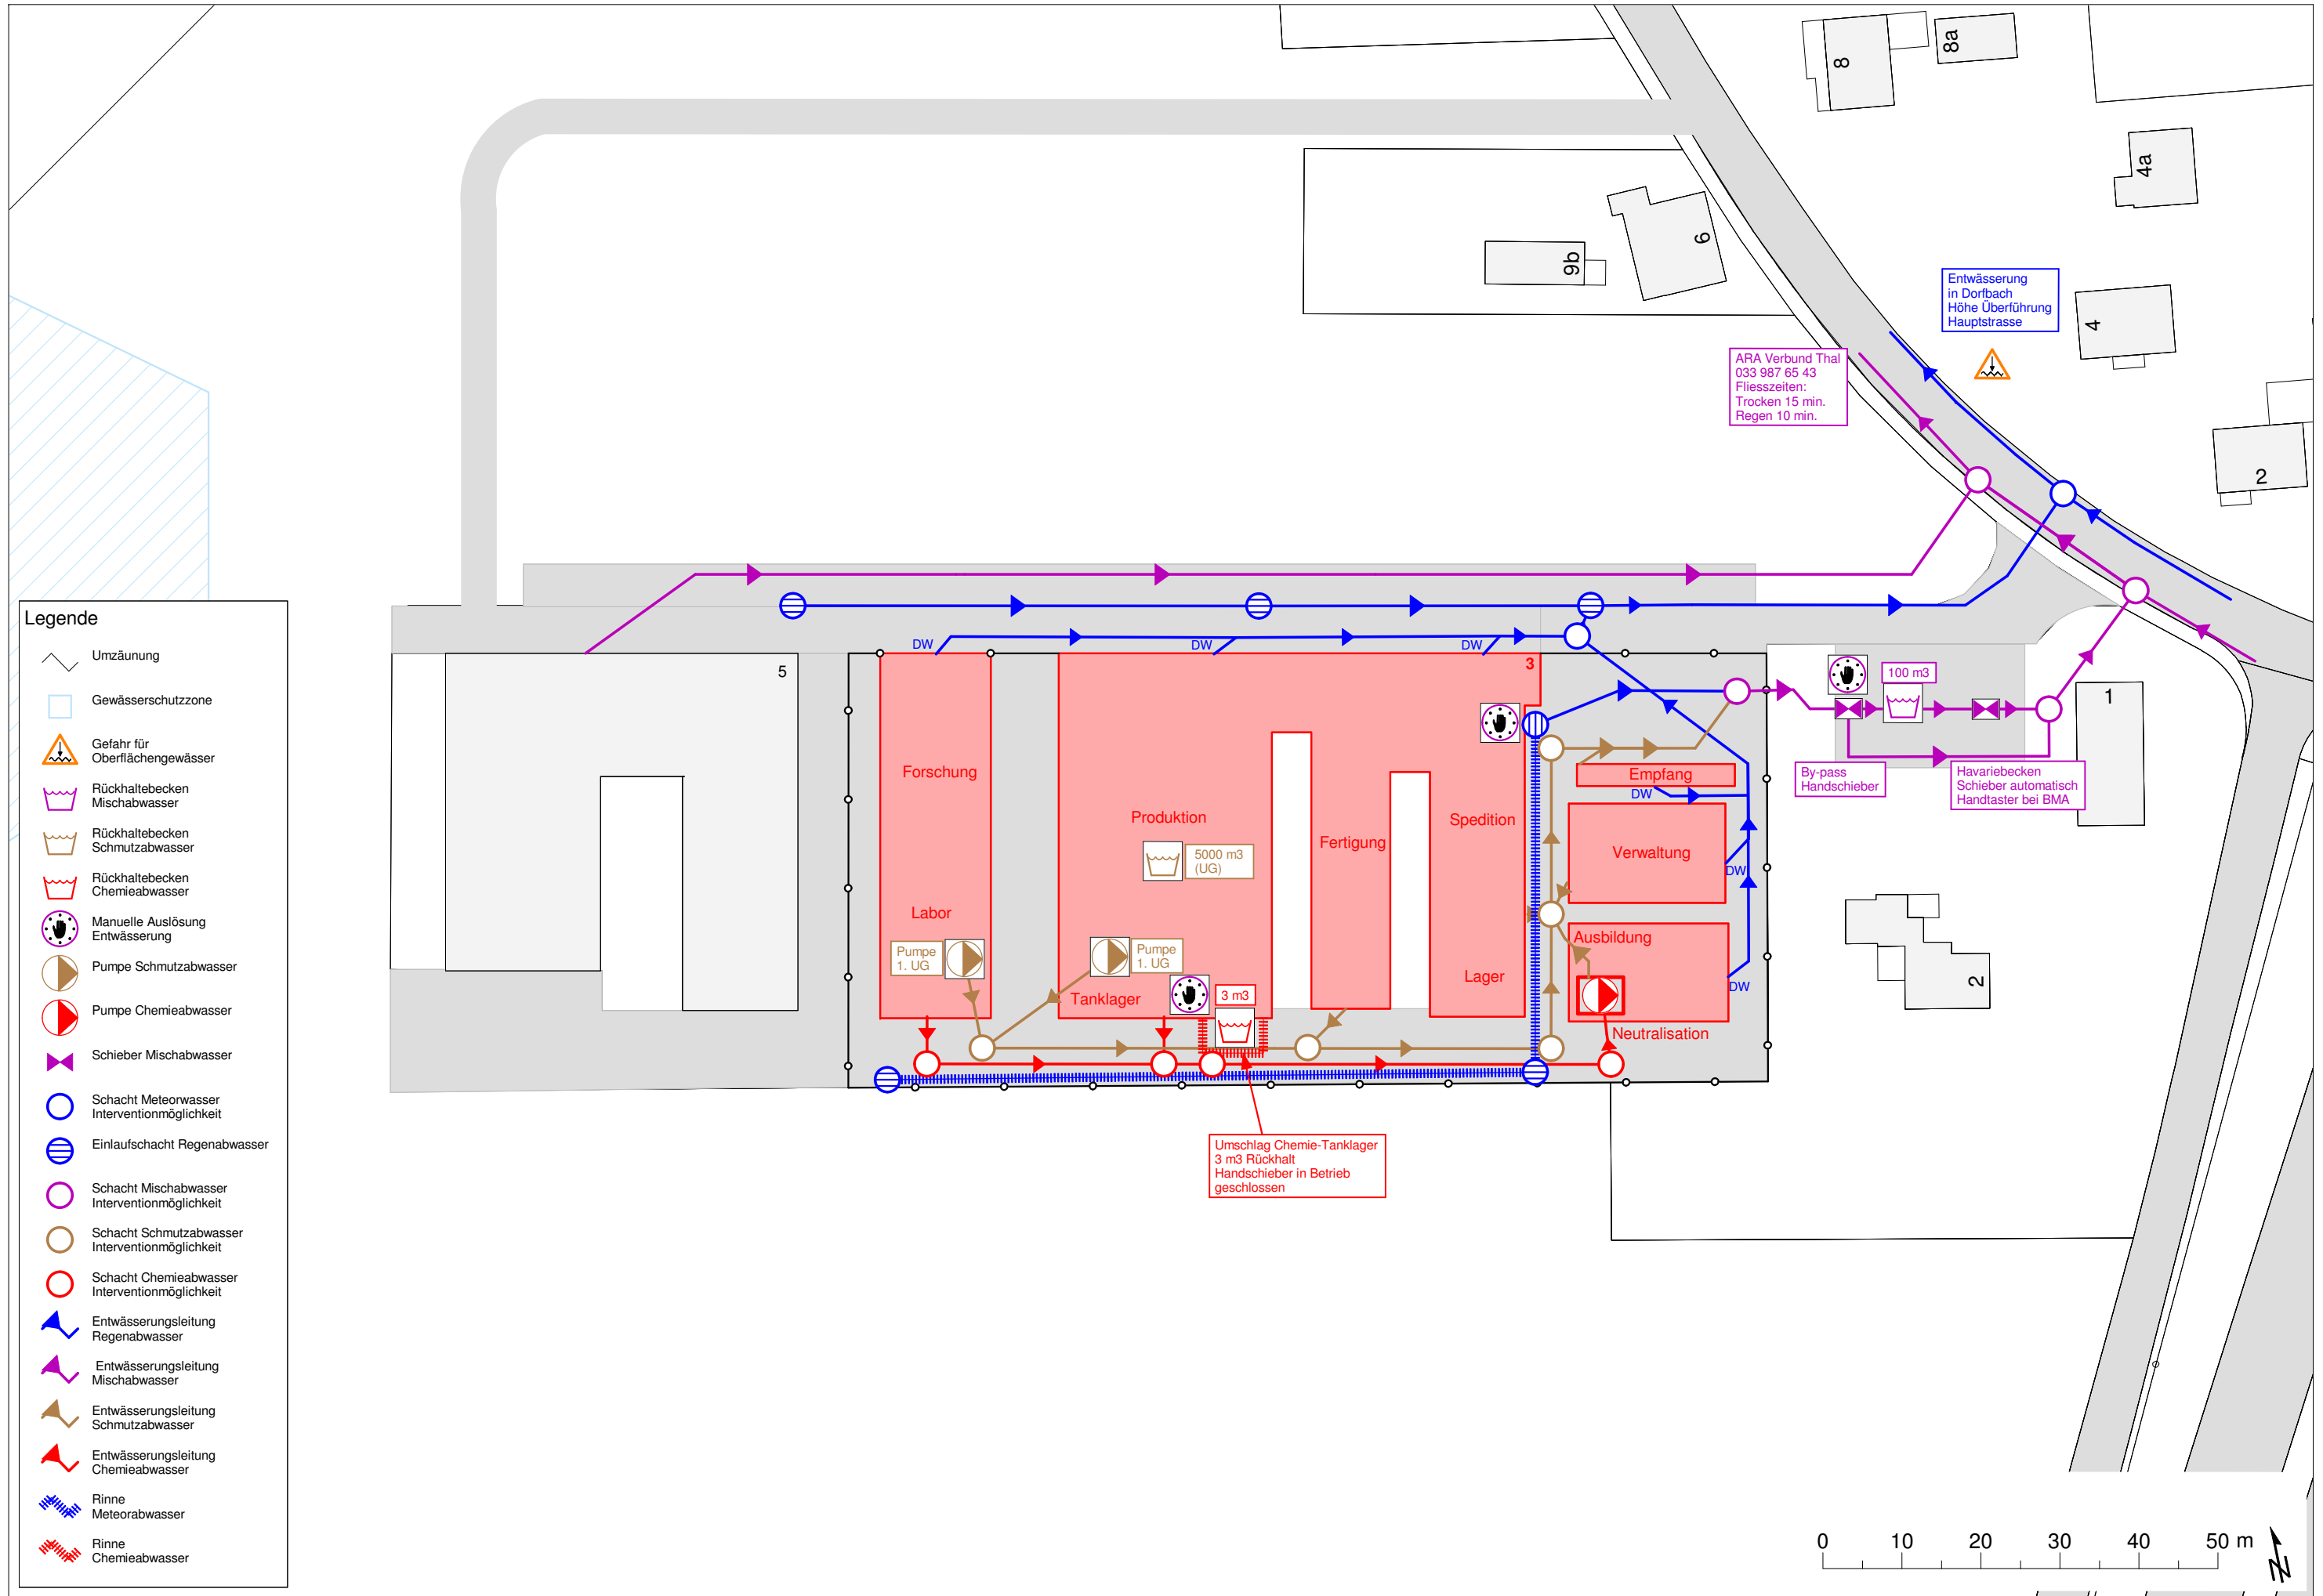 8
8a
4a
6
9b
4
2
Entwässerung
in Dorfbach
Höhe Überführung
Hauptstrasse
ARA Verbund Thal
033 987 65 43
Fliesszeiten:
Trocken 15 min.
Regen 10 min.
DW
DW
DW
5
3
100 m3
1
By-pass
Handschieber
Havariebecken
Schieber automatisch
Handtaster bei BMA
Forschung
Labor
Pumpe
1. UG
Produktion
5000 m3
(UG)
Pumpe
1. UG
Tanklager
3 m3
Fertigung
Spedition
Lager
Empfang
DW
Verwaltung
DW
Ausbildung
DW
Neutralisation
2
Umschlag Chemie-Tanklager
3 m3 Rückhalt
Handschieber in Betrieb
geschlossen
Legende
Umzäunung
Gewässerschutzzone
Gefahr für
Oberflächengewässer
Rückhaltebecken
Mischabwasser
Rückhaltebecken
Schmutzabwasser
Rückhaltebecken
Chemieabwasser
Manuelle Auslösung
Entwässerung
Pumpe Schmutzabwasser
Pumpe Chemieabwasser
Schieber Mischabwasser
Schacht Meteorwasser
Interventionmöglichkeit
Einlaufschacht Regenabwasser
Schacht Mischabwasser
Interventionmöglichkeit
Schacht Schmutzabwasser
Interventionmöglichkeit
Schacht Chemieabwasser
Interventionmöglichkeit
Entwässerungsleitung
Regenabwasser
Entwässerungsleitung
Mischabwasser
Entwässerungsleitung
Schmutzabwasser
Entwässerungsleitung
Chemieabwasser
Rinne
Meteorabwasser
Rinne
Chemieabwasser
0 10 20 30 40 50 m
N